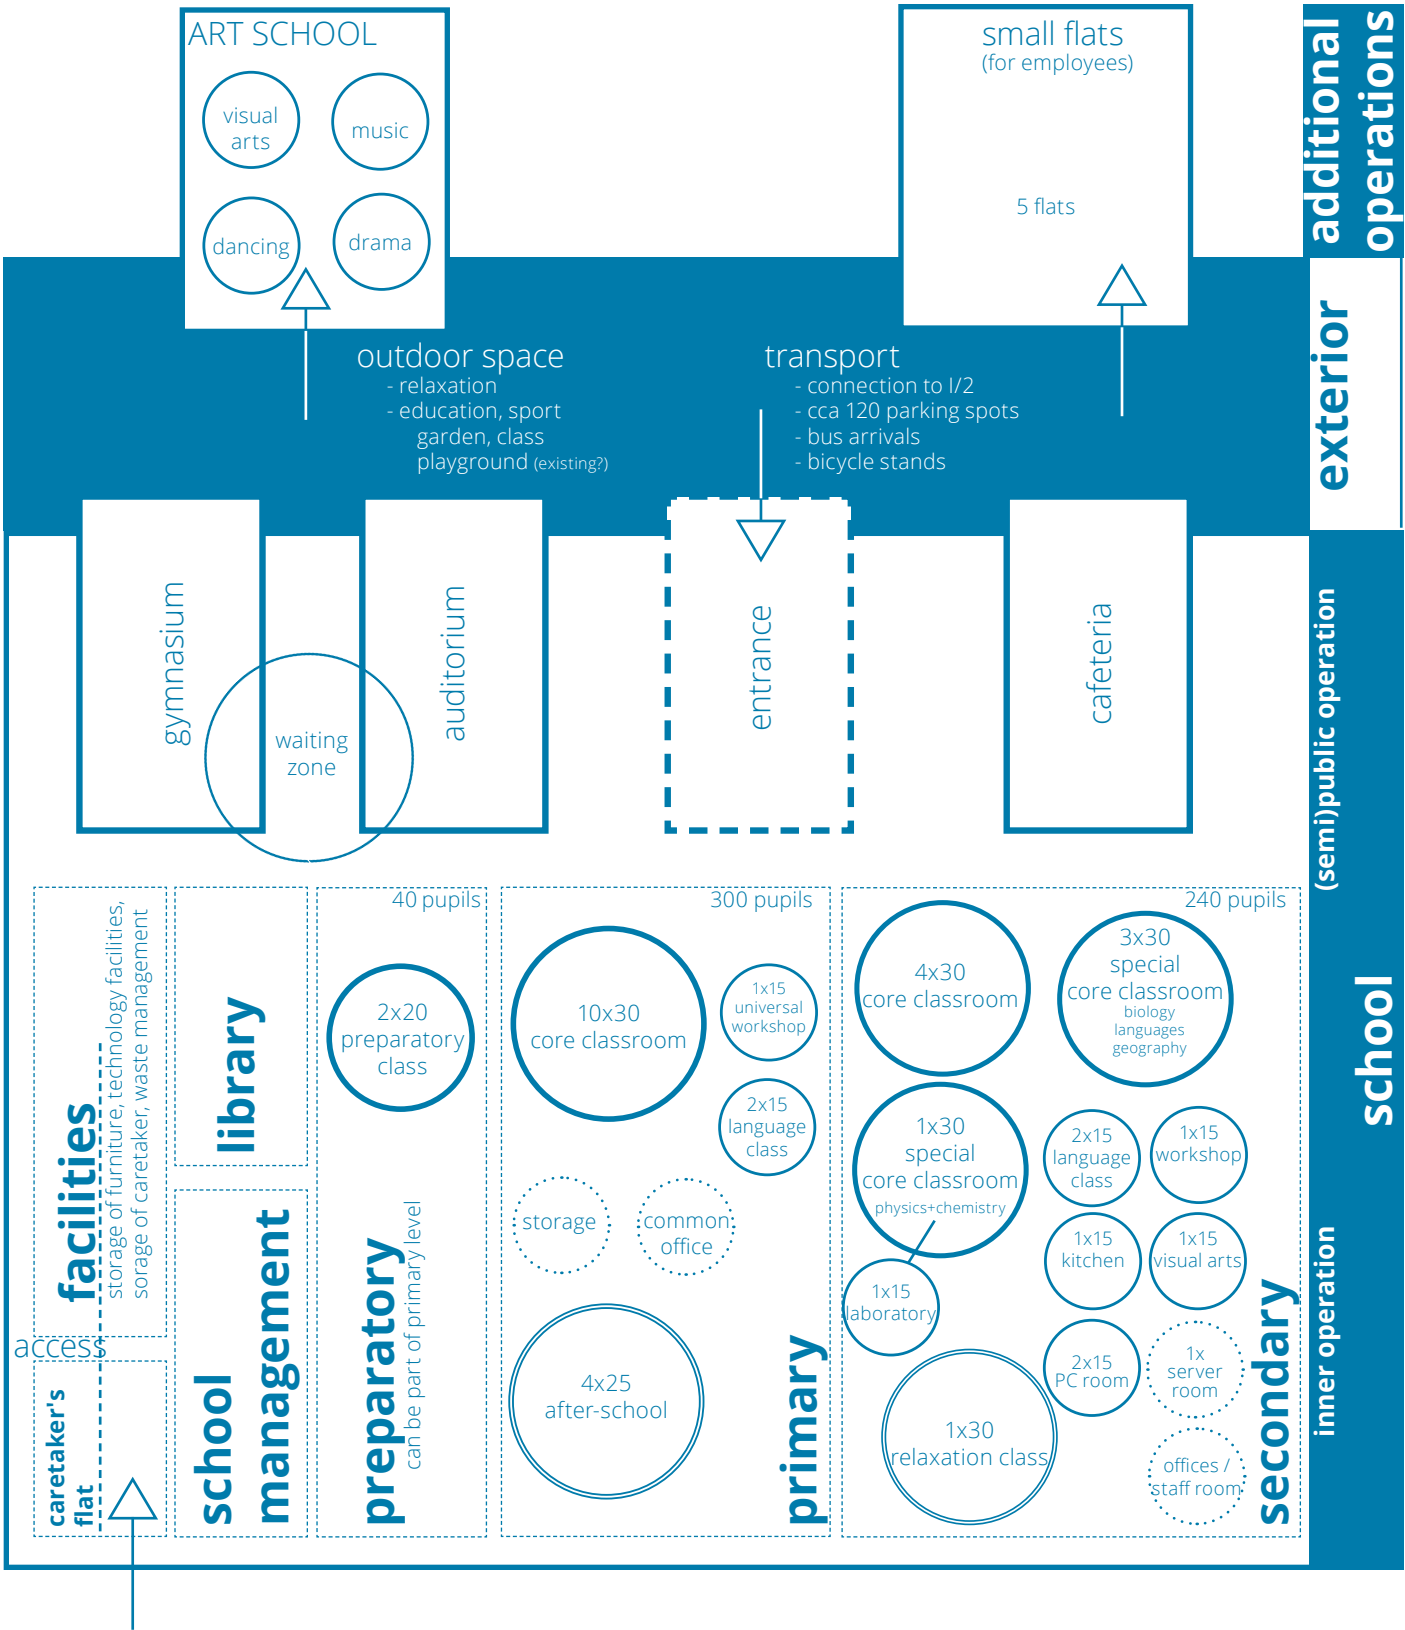 ART SCHOOL
visual
arts
music
dancing
drama
small flats
(for employees)
5 flats
additional
operations
outdoor space
- relaxation
- education, sport
garden, class
playground (existing?)
transport
- connection to I/2
- cca 120 parking spots
- bus arrivals
- bicycle stands
exterior
gymnasium
waiting
zone
auditorium
entrance
cafeteria
(semi)public operation
school
inner operation
facilities
storage of furniture, technology facilities,
sorage of caretaker, waste management
access
caretaker's
flat
library
school
management
40 pupils
2x20
preparatory
class
preparatory
can be part of primary level
300 pupils
10x30
core classroom
1x15
universal
workshop
2x15
language
class
storage
common
office
4x25
after-school
primary
240 pupils
4x30
core classroom
3x30
special
core classroom
biology
languages
geography
1x30
special
core classroom
physics+chemistry
1x15
laboratory
2x15
language
class
1x15
workshop
1x15
kitchen
1x15
visual arts
2x15
PC room
1x
server
room
1x30
relaxation class
offices /
staff room
secondary